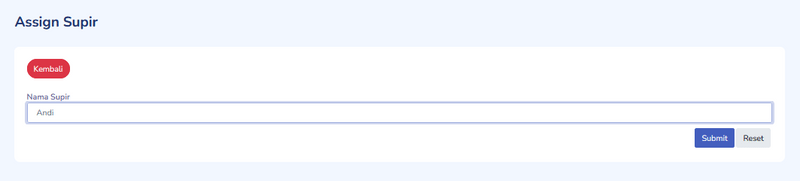 Assign Supir
Kembali
Nama Supir
Andi
Submit Reset